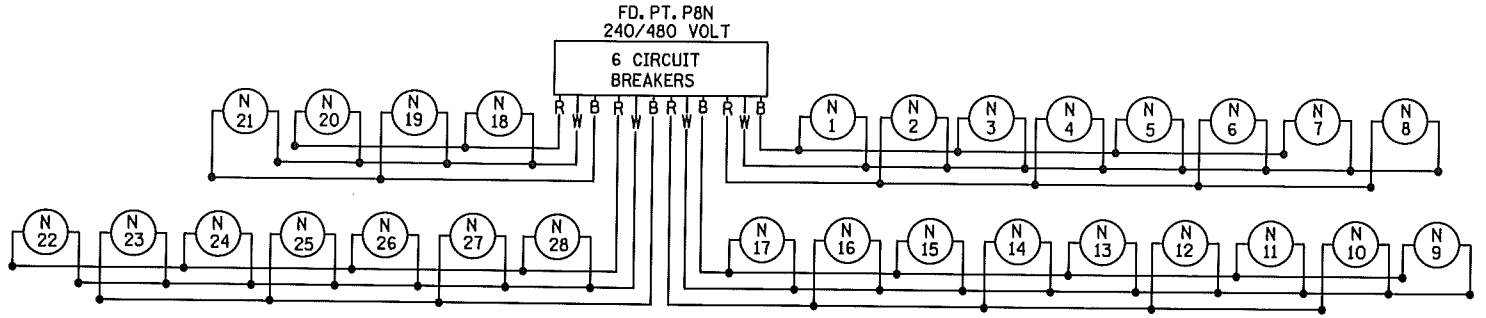 FD. PT. P8N
240/480 VOLT
6 CIRCUIT
BREAKERS
R W B R W B R W B R W B
N 21
N 20
N 19
N 18
N 1
N 2
N 3
N 4
N 5
N 6
N 7
N 8
N 22
N 23
N 24
N 25
N 26
N 27
N 28
N 17
N 16
N 15
N 14
N 13
N 12
N 11
N 10
N 9